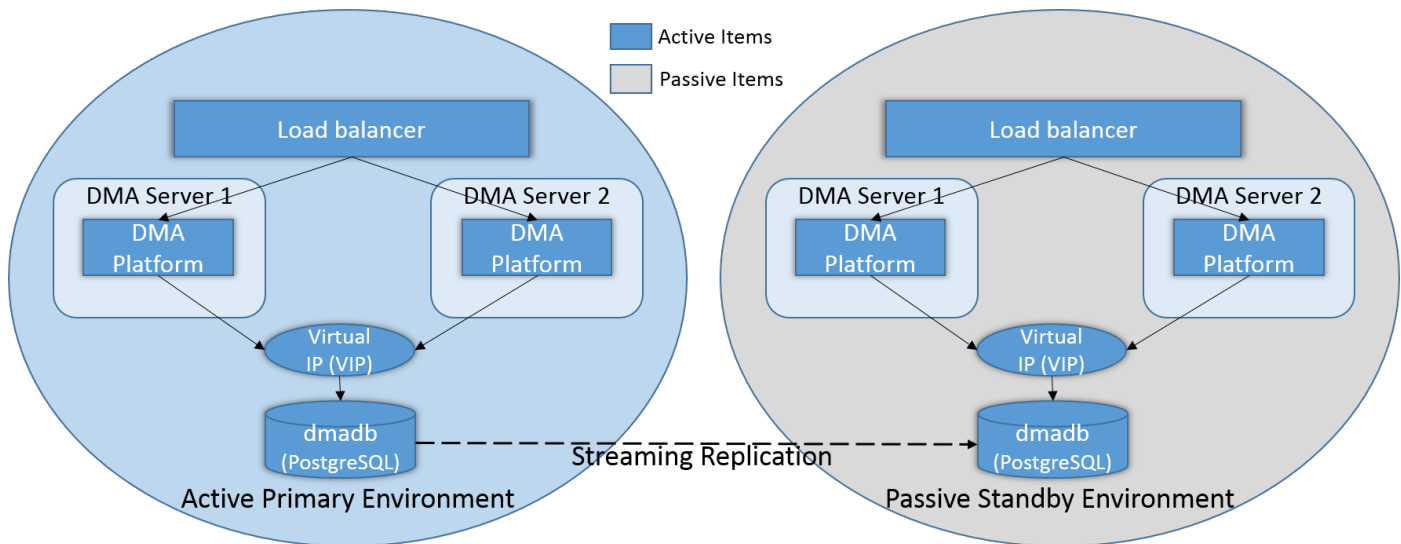 Active Items
Passive Items
Load balancer
DMA Server 1
DMA
Platform
DMA Server 2
DMA
Platform
Virtual
IP (VIP)
dmadb
(PostgreSQL)
Active Primary Environment
Streaming Replication
Load balancer
DMA Server 1
DMA
Platform
DMA Server 2
DMA
Platform
Virtual
IP (VIP)
dmadb
(PostgreSQL)
Passive Standby Environment